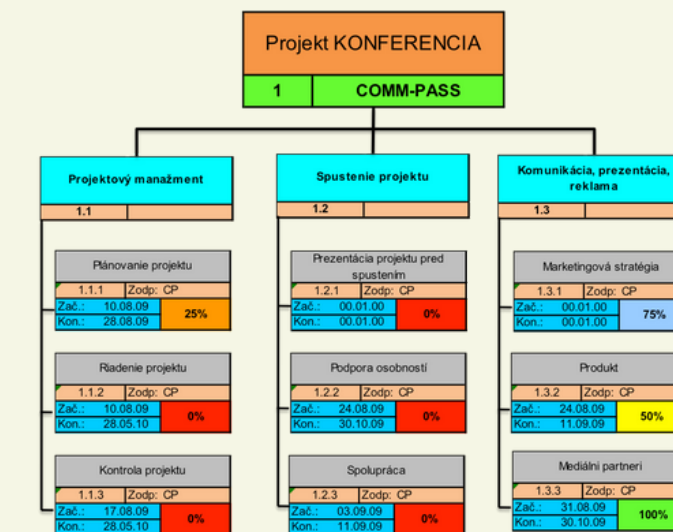 Projekt KONFERENCIA
1 COMM-PASS
Projektový manažment
1.1
Plánovanie projektu
1.1.1 Zodp: CP
Zač.: 10.08.09
Kon.: 28.08.09
25%
Riadenie projektu
1.1.2 Zodp: CP
Zač.: 10.08.09
Kon.: 28.05.10
0%
Kontrola projektu
1.1.3 Zodp: CP
Zač.: 17.08.09
Kon.: 28.05.10
0%
Spustenie projektu
1.2
Prezentácia projektu pred
spustením
1.2.1 Zodp: CP
Zač.: 00.01.00
Kon.: 00.01.00
0%
Podpora osobností
1.2.2 Zodp: CP
Zač.: 24.08.09
Kon.: 30.10.09
0%
Spolupráca
1.2.3 Zodp: CP
Zač.: 03.09.09
Kon.: 11.09.09
0%
Komunikácia, prezentácia,
reklama
1.3
Marketingová stratégia
1.3.1 Zodp: CP
Zač.: 00.01.00
Kon.: 00.01.00
75%
Produkt
1.3.2 Zodp: CP
Zač.: 24.08.09
Kon.: 11.09.09
50%
Mediálni partneri
1.3.3 Zodp: CP
Zač.: 31.08.09
Kon.: 30.10.09
100%